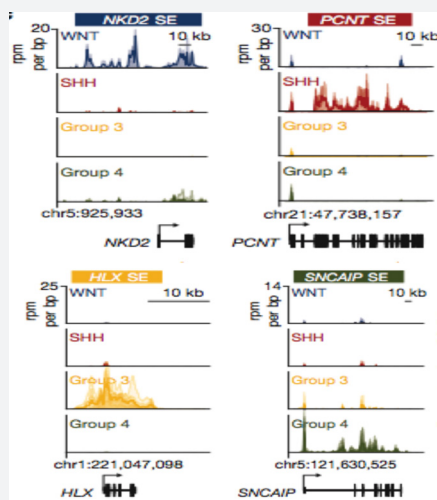 NKD2 SE
20
rpm
per bp
WNT
10 kb
SHH
Group 3
Group 4
chr5:925,933
NKD2
PCNT SE
30
rpm
per bp
WNT
10 kb
SHH
Group 3
Group 4
chr21:47,738,157
PCNT
HLX SE
25
rpm
per bp
WNT
10 kb
SHH
Group 3
Group 4
chr1:221,047,098
HLX
SNCAIP SE
14
rpm
per bp
WNT
10 kb
SHH
Group 3
Group 4
chr5:121,630,525
SNCAIP